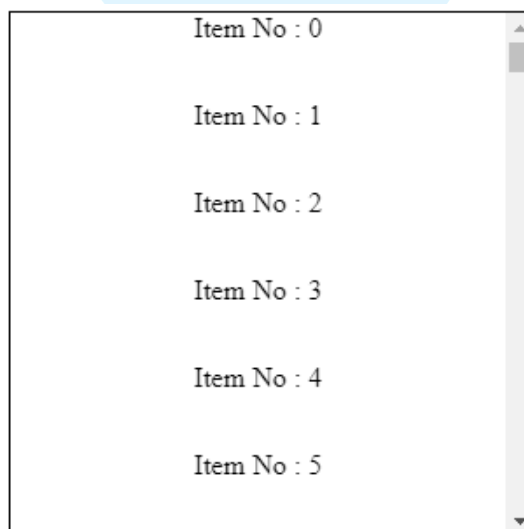 Item No : 0
Item No : 1
Item No : 2
Item No : 3
Item No : 4
Item No : 5